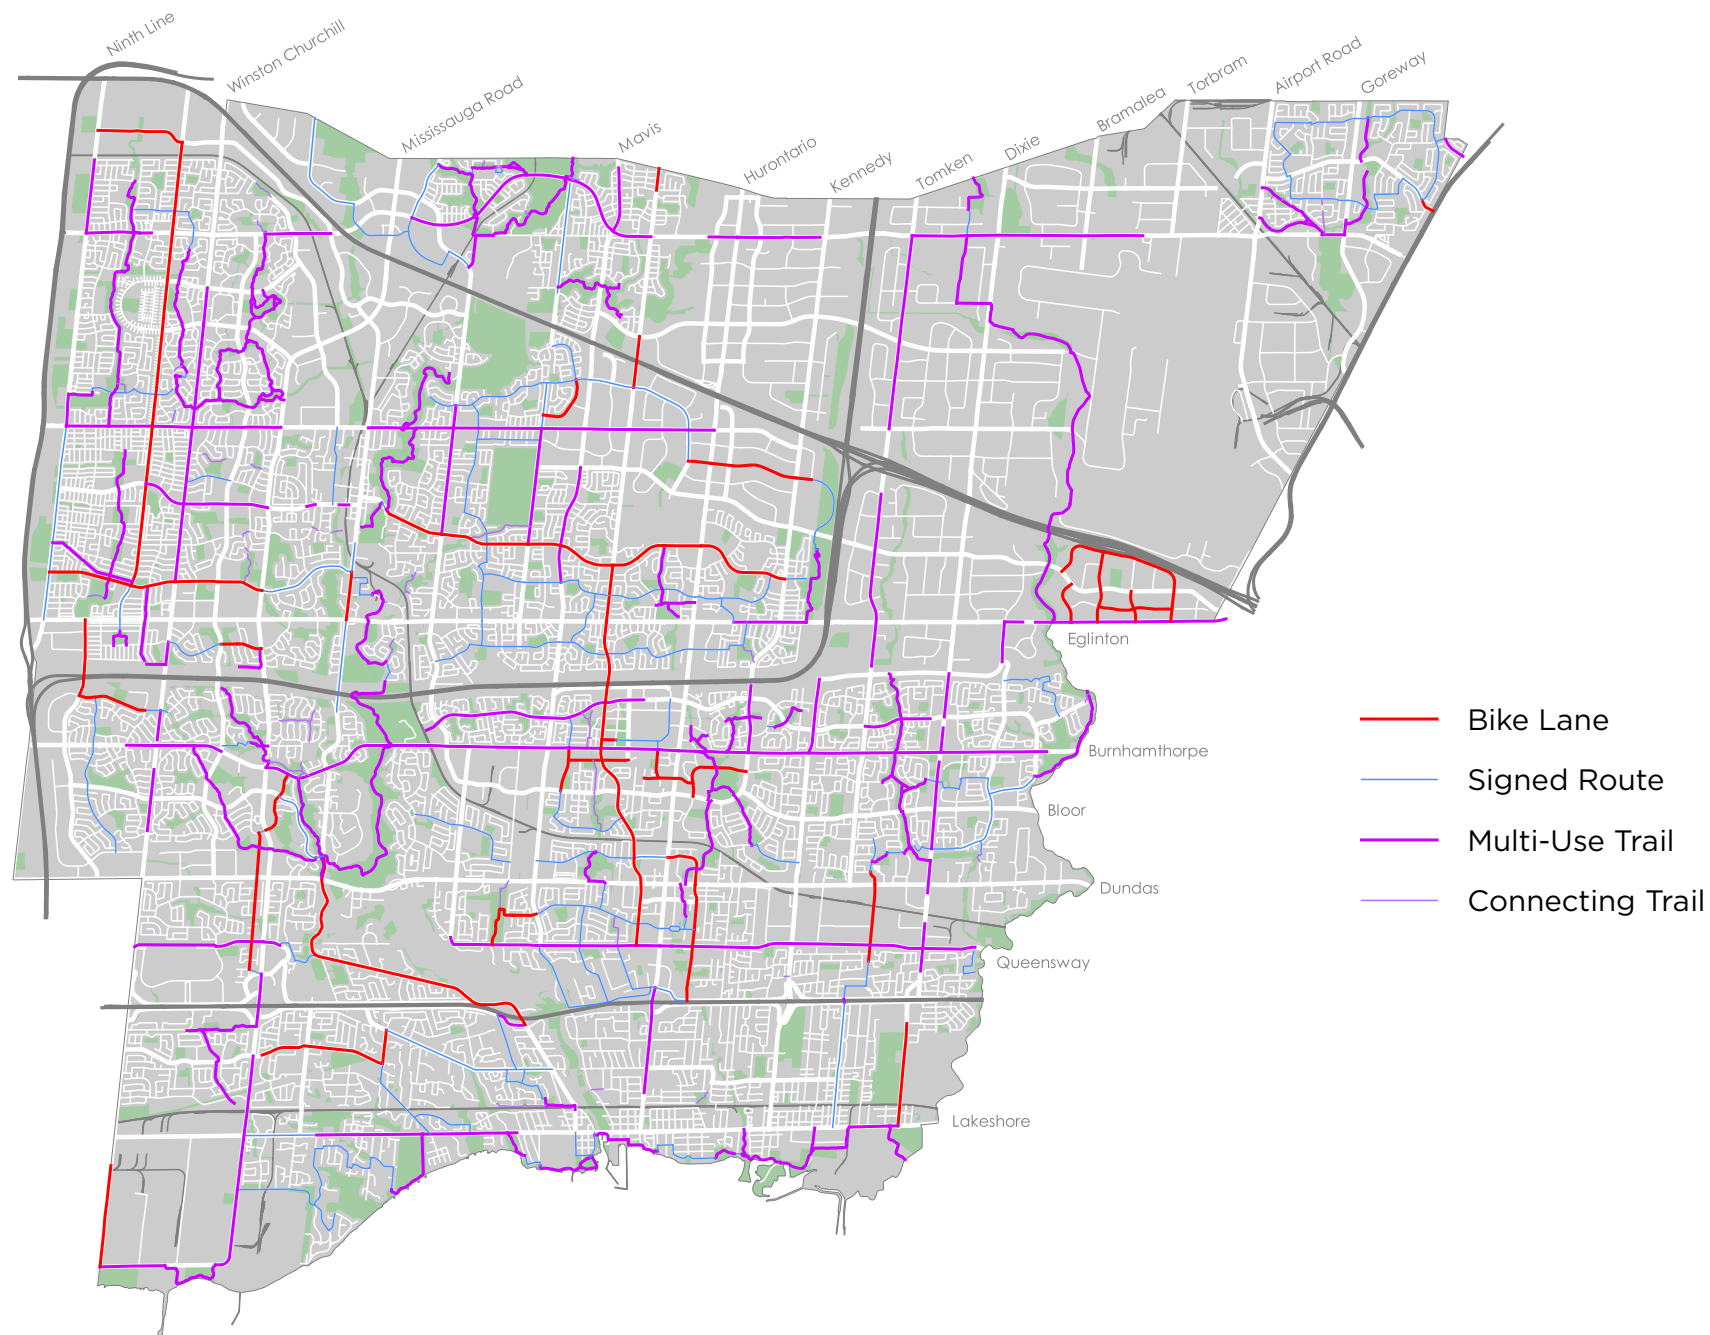 Ninth Line
Winston Churchill
Mississauga Road
Mavis
Hurontario
Kennedy
Tomken
Dixie
Bramalea
Torbram
Airport Road
Goreway
Eglinton
Burnhamthorpe
Bloor
Dundas
Queensway
Lakeshore
Bike Lane
Signed Route
Multi-Use Trail
Connecting Trail